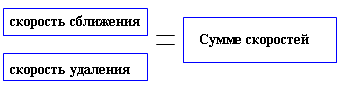 скорость сближения
скорость удаления
=
Сумме скоростей